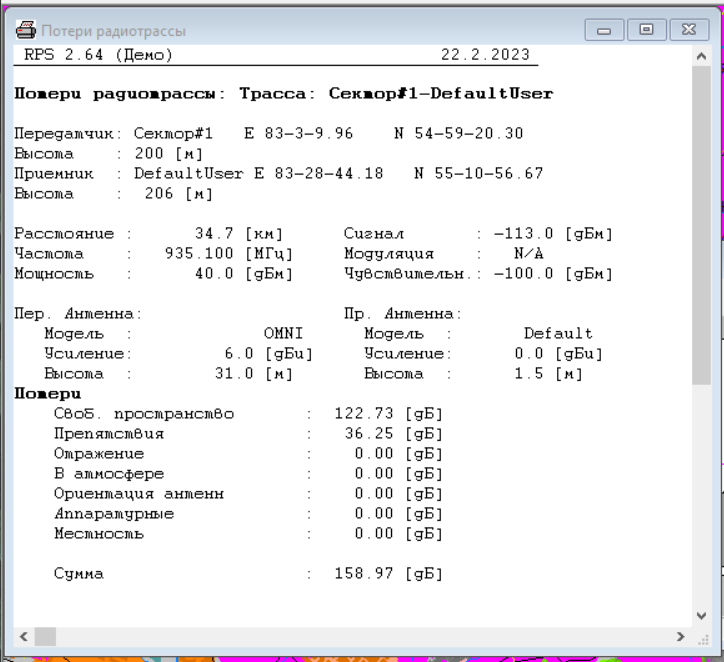 Потери радиотрассы
RPS 2.64 (Демо) 22.2.2023
Потери радиотрассы: Трасса: Сектор#1-DefaultUser
Передатчик: Сектор#1 E 83-3-9.96 N 54-59-20.30
Высота : 200 [м]
Приемник : DefaultUser E 83-28-44.18 N 55-10-56.67
Высота : 206 [м]
Расстояние : 34.7 [км] Сигнал : -113.0 [дБм]
Частота : 935.100 [МГц] Модуляция : N/A
Мощность : 40.0 [дБм] Чувствительн.: -100.0 [дБм]
Пер. Антенна: Пр. Антенна:
Модель : OMNI Модель : Default
Усиление: 6.0 [дБи] Усиление: 0.0 [дБи]
Высота : 31.0 [м] Высота : 1.5 [м]
Потери
Своб. пространство : 122.73 [дБ]
Препятствия : 36.25 [дБ]
Отражение : 0.00 [дБ]
В атмосфере : 0.00 [дБ]
Ориентация антенн : 0.00 [дБ]
Аппаратурные : 0.00 [дБ]
Местность : 0.00 [дБ]
Сумма : 158.97 [дБ]